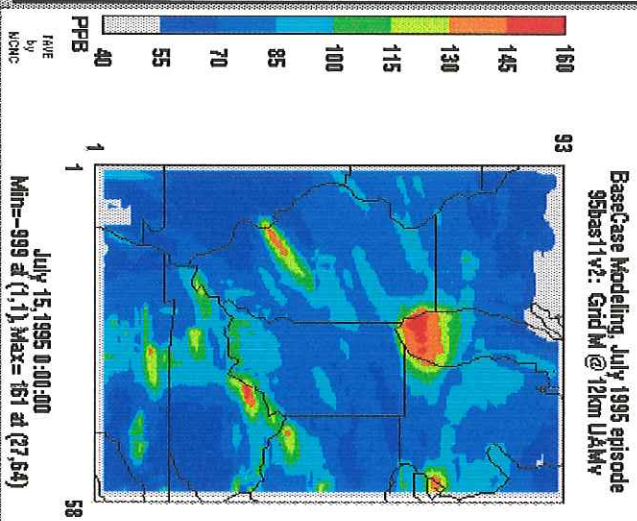 BaseCase Modeling, July 1995 episode
95bas11v2: Grid M @ 12km UAMv
160
145
130
115
100
85
70
55
40
PPB
93
1
1
58
PAVE
by
MCNC
July 15,1995 0:00:00
Min=-999 at (1,1), Max= 161 at (27,64)